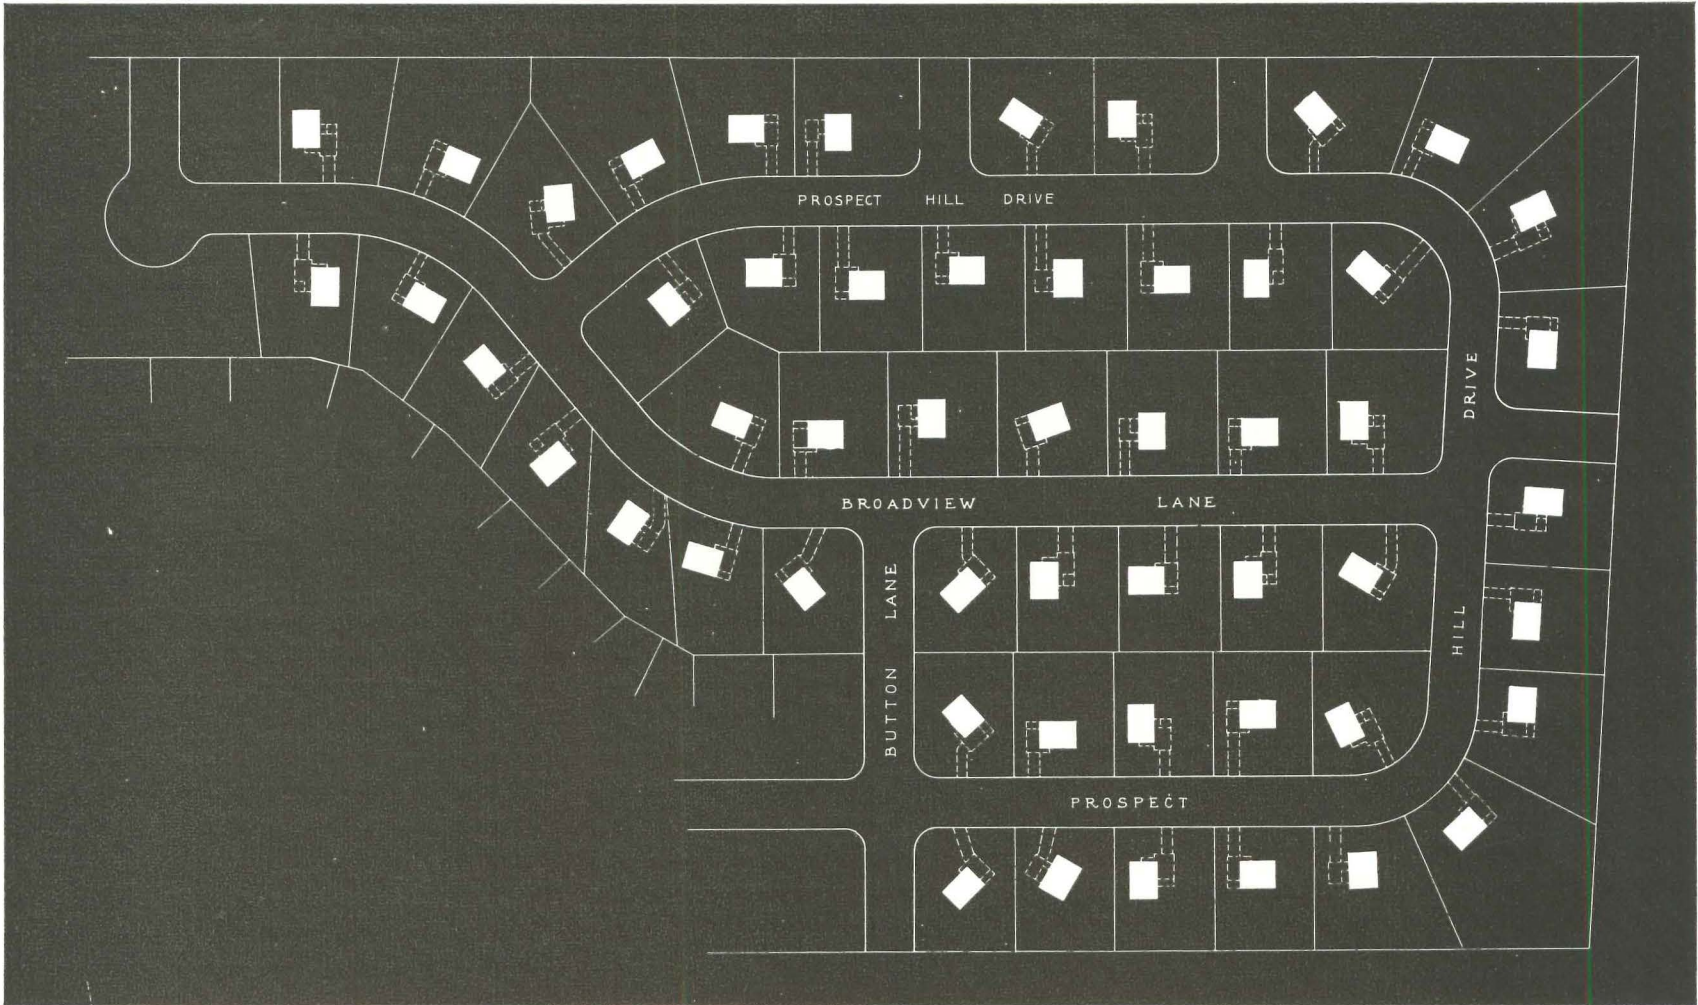 PROSPECT HILL DRIVE
DRIVE
BROADVIEW LANE
BUTTON LANE
HILL
PROSPECT